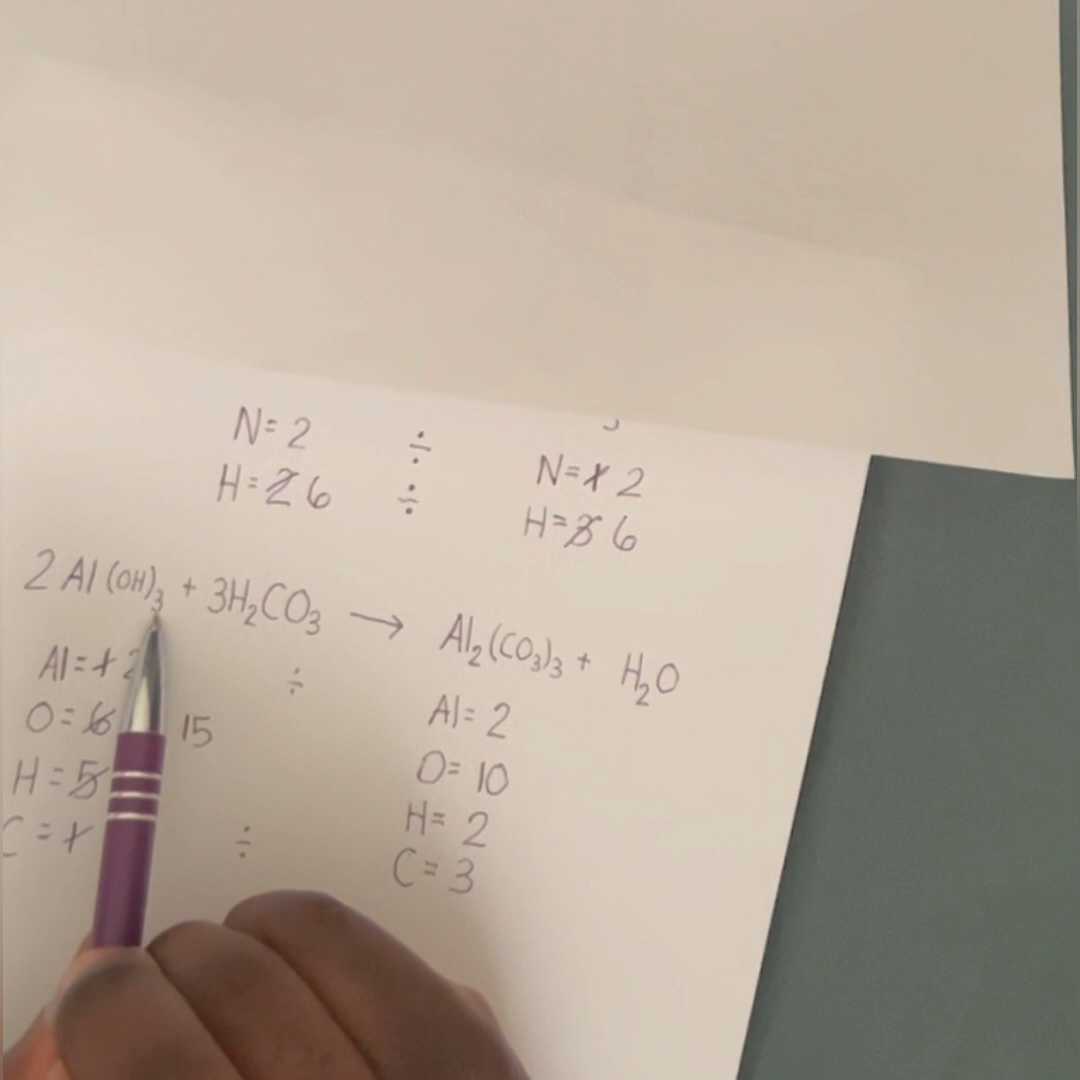 N= 2 ÷ N= 1 2
H= 2 6 ÷ H= 3 6
2 Al (OH)₃ + 3H₂CO₃ → Al₂(CO₃)₃ + H₂O
Al= 1 2 ÷ Al= 2
O= 6 15 O= 10
H= 5 H= 2
C= 1 ÷ C= 3